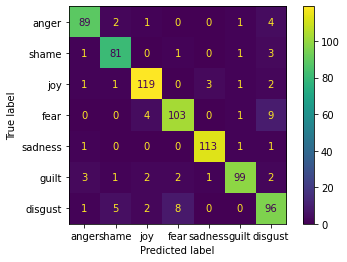 anger 89 2 1 0 0 1 4
shame 1 81 0 1 0 1 3
joy 1 1 119 0 3 1 2
fear 0 0 4 103 0 1 9
sadness 1 0 0 0 113 1 1
guilt 3 1 2 2 1 99 2
disgust 1 5 2 8 0 0 96
anger shame joy fear sadness guilt disgust
Predicted label
True label
100
80
60
40
20
0